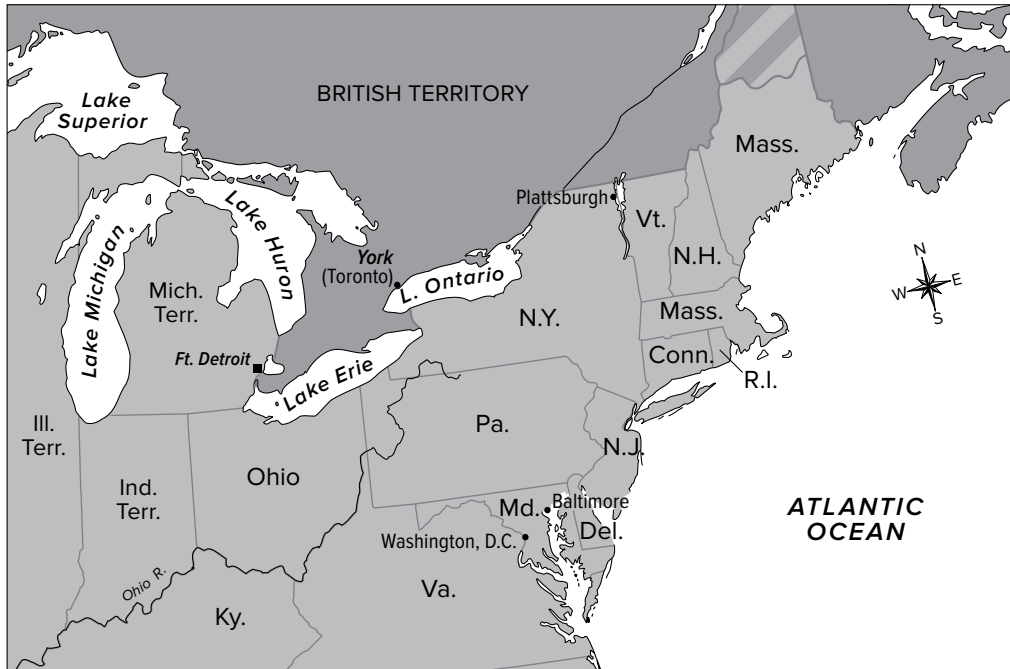 Lake
Superior
BRITISH TERRITORY
Mass.
Plattsburgh
Vt.
Lake Huron
York
(Toronto)
L. Ontario
N.H.
N
W
E
S
Lake Michigan
Mich.
Terr.
N.Y.
Mass.
Ft. Detroit
Lake Erie
Conn.
R.I.
Ill.
Terr.
Pa.
N.J.
Ohio
Ind.
Terr.
Md.
Baltimore
ATLANTIC
OCEAN
Washington, D.C.
Del.
Ohio R.
Va.
Ky.